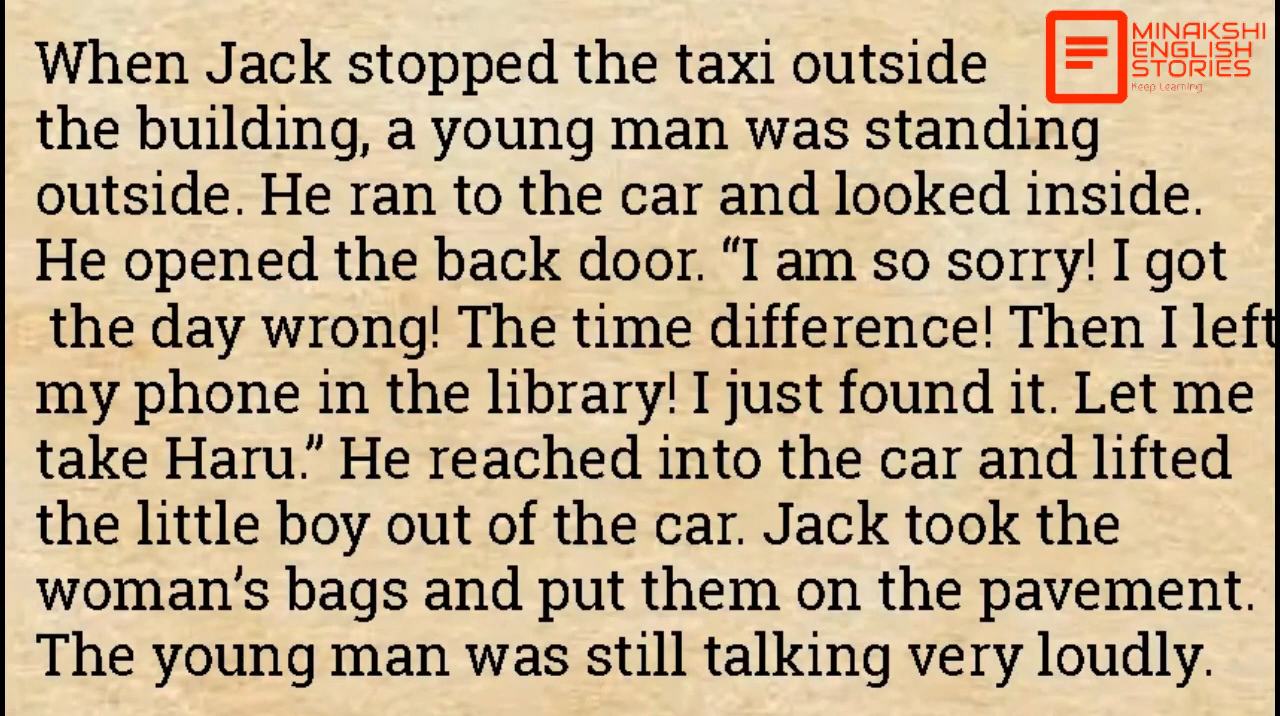 When Jack stopped the taxi outside
the building, a young man was standing
outside. He ran to the car and looked inside.
He opened the back door. “I am so sorry! I got
the day wrong! The time difference! Then I left
my phone in the library! I just found it. Let me
take Haru.” He reached into the car and lifted
the little boy out of the car. Jack took the
woman’s bags and put them on the pavement.
The young man was still talking very loudly.
MINAKSHI
ENGLISH
STORIES
Keep Learning